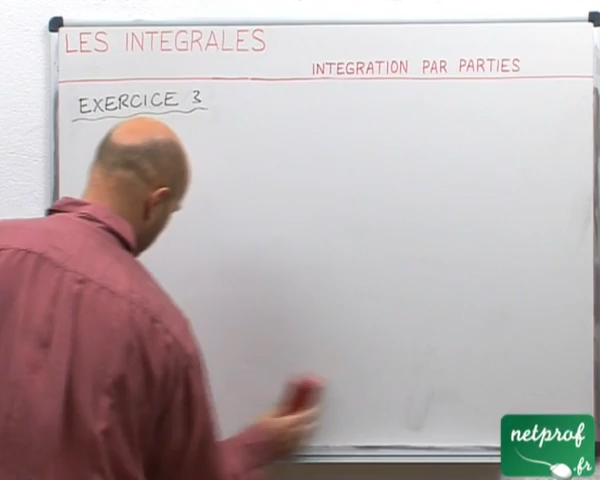 LES INTEGRALES
INTEGRATION PAR PARTIES
EXERCICE 3
netprof
.fr